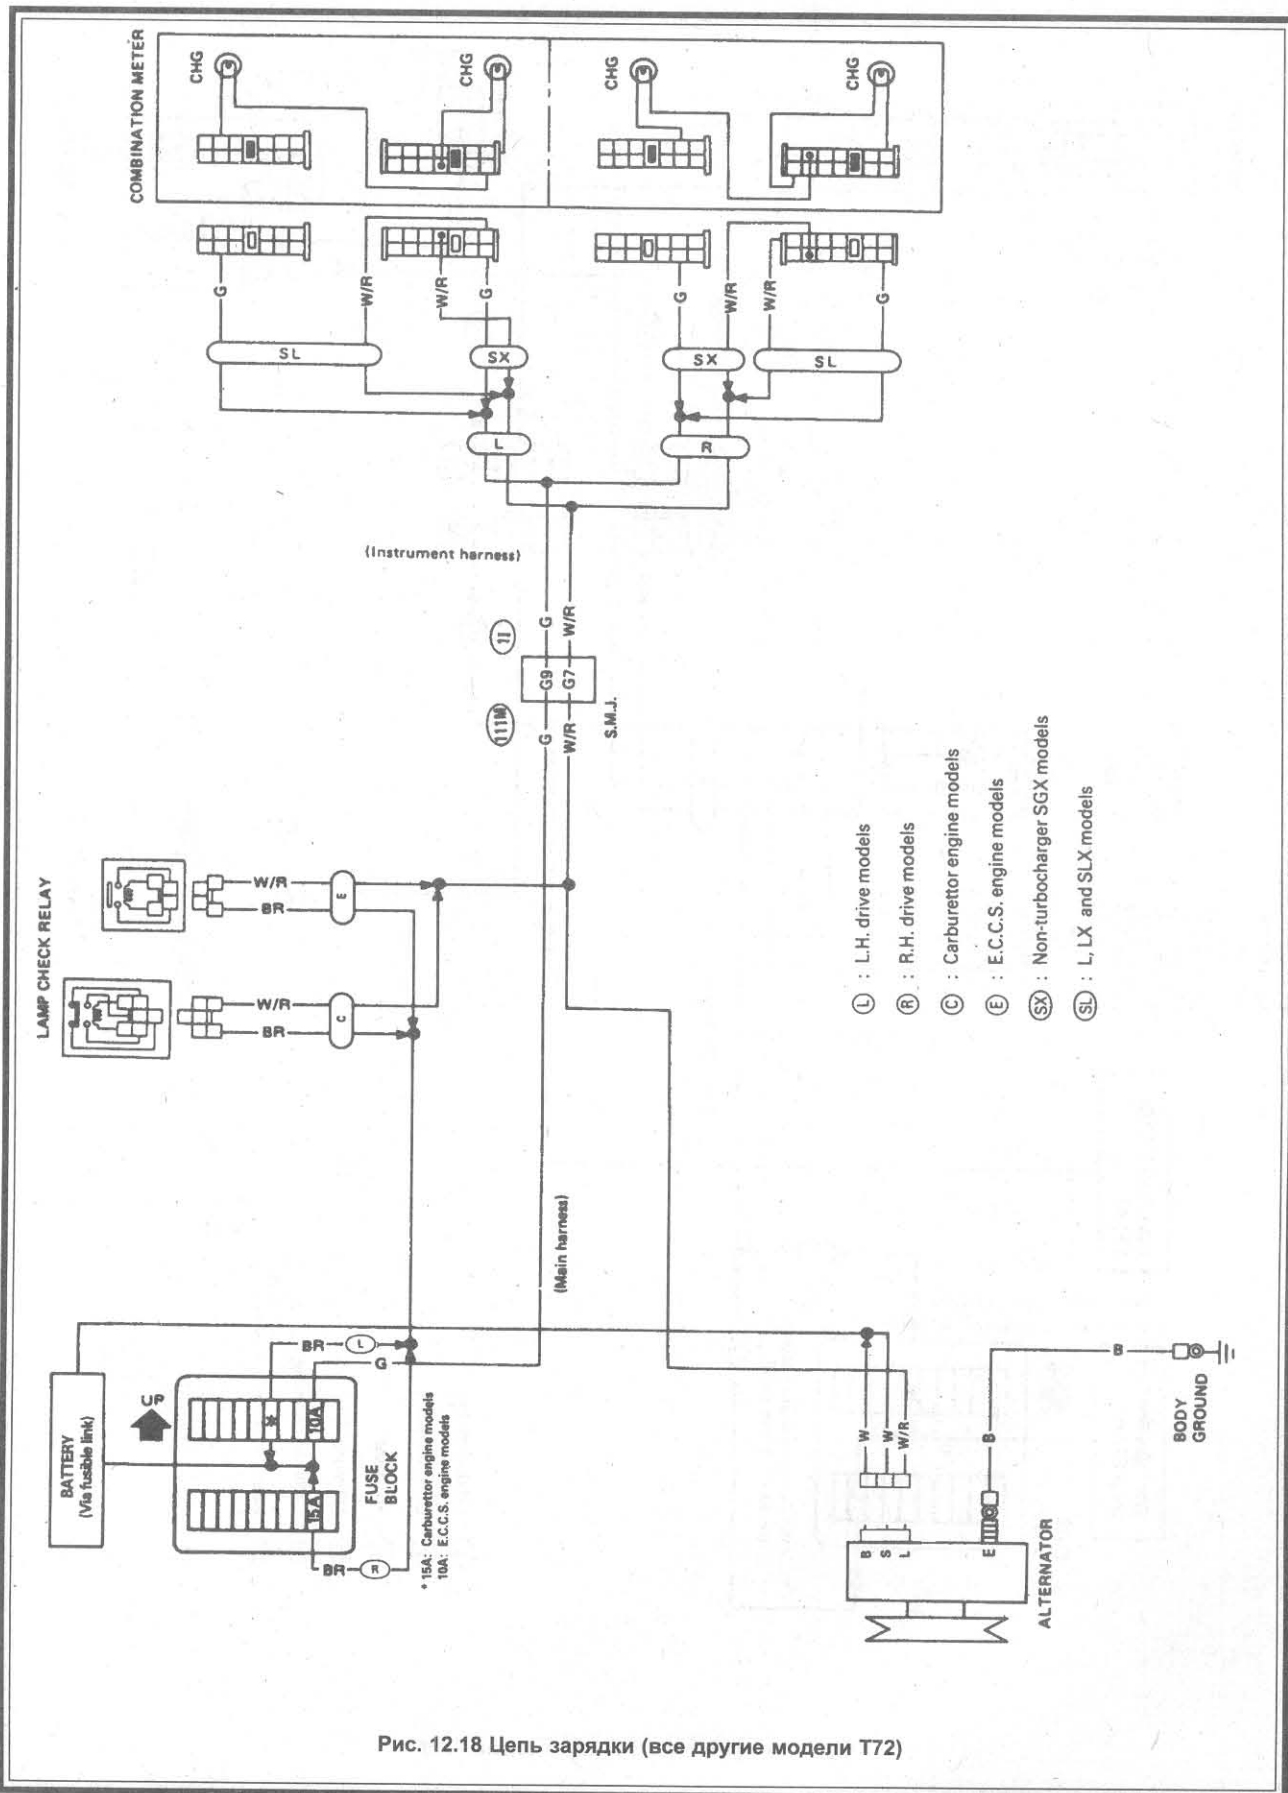 COMBINATION METER
CHG
CHG
CHG
CHG
G
W/R
W/R
G
G
W/R
W/R
G
SL
SX
SX
SL
L
R
(Instrument harness)
11
G
W/R
G9
G7
111M
G
W/R
S.M.J.
LAMP CHECK RELAY
W/R
BR
E
W/R
BR
C
L : L.H. drive models
R : R.H. drive models
C : Carburettor engine models
E : E.C.C.S. engine models
SX : Non-turbocharger SGX models
SL : L, LX and SLX models
(Main harness)
BATTERY
(Via fusible link)
UP
BR
L
G
*
10A
15A
FUSE
BLOCK
BR
R
* 15A: Carburettor engine models
10A: E.C.C.S. engine models
W
W
W/R
B
S
L
E
B
B
BODY
GROUND
ALTERNATOR
Рис. 12.18 Цепь зарядки (все другие модели T72)